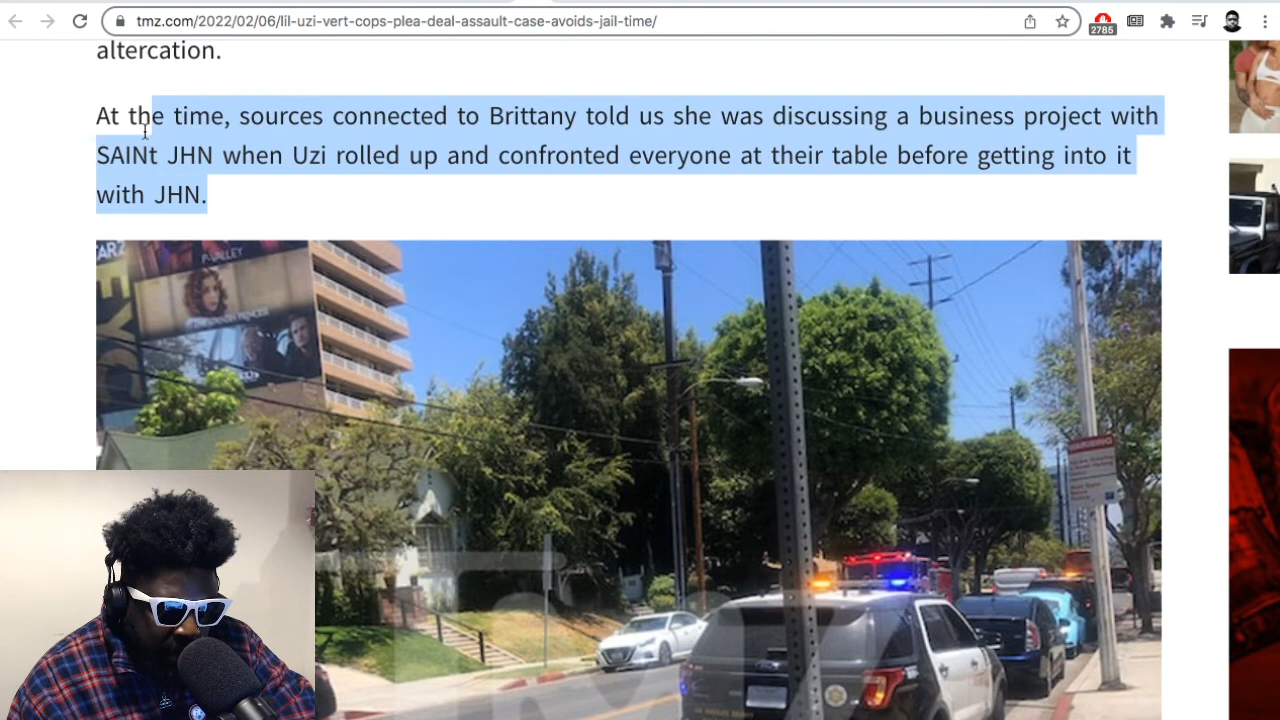 tmz.com/2022/02/06/lil-uzi-vert-cops-plea-deal-assault-case-avoids-jail-time/
2785
altercation.
At the time, sources connected to Brittany told us she was discussing a business project with
SAINt JHN when Uzi rolled up and confronted everyone at their table before getting into it
with JHN.
P-VALLEY
WARNING